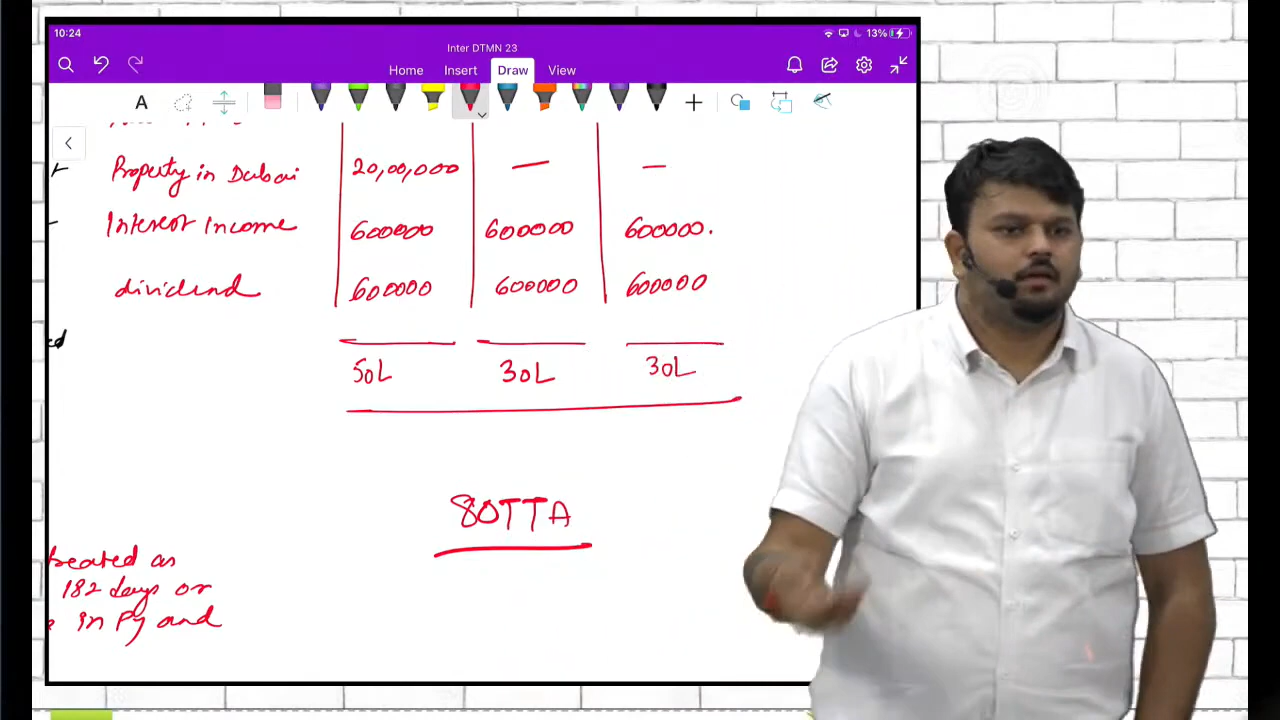 10:24
13%
Inter DTMN 23
Home Insert Draw View
A
Property in Dubai 20,00,000 — —
Interest Income 600000 600000 600000.
dividend 600000 600000 600000
50L 30L 30L
80TTA
treated as
182 days or
in Py and